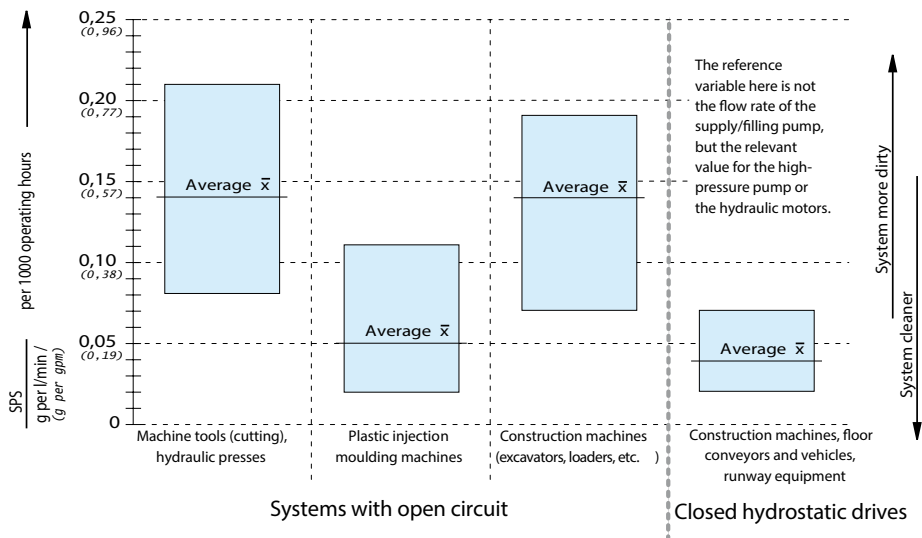 0,25
(0,96)
0,20
(0,77)
0,15
(0,57)
0,10
(0,38)
0,05
(0,19)
0
per 1000 operating hours
SPS
g per l/min /
(g per gpm)
Average x̅
Average x̅
Average x̅
Average x̅
The reference
variable here is not
the flow rate of the
supply/filling pump,
but the relevant
value for the high-
pressure pump or
the hydraulic motors.
System more dirty
System cleaner
Machine tools (cutting),
hydraulic presses
Plastic injection
moulding machines
Construction machines
(excavators, loaders, etc. )
Construction machines, floor
conveyors and vehicles,
runway equipment
Systems with open circuit
Closed hydrostatic drives